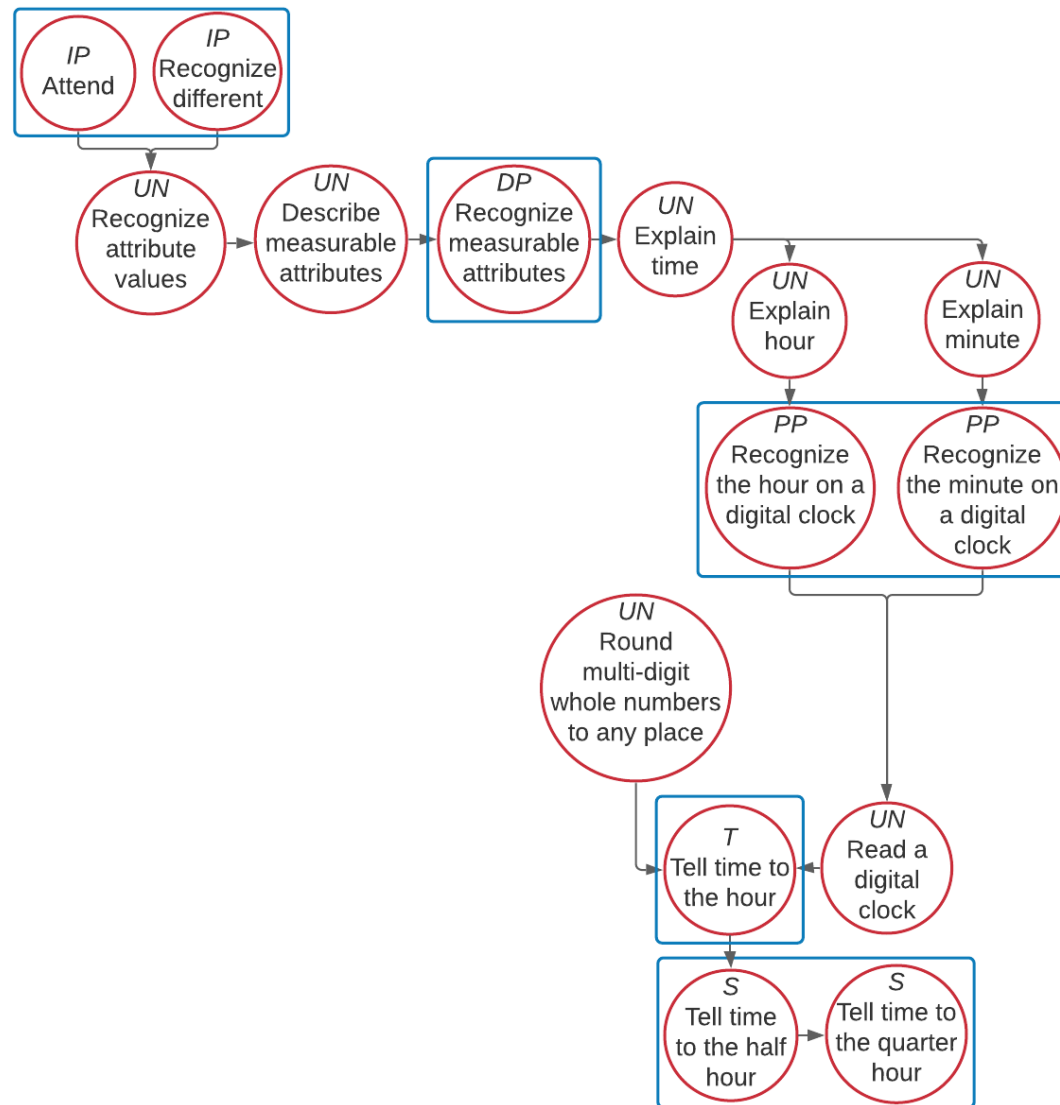 IP
Attend
IP
Recognize
different
UN
Recognize
attribute
values
UN
Describe
measurable
attributes
DP
Recognize
measurable
attributes
UN
Explain
time
UN
Explain
hour
UN
Explain
minute
PP
Recognize
the hour on a
digital clock
PP
Recognize
the minute on
a digital
clock
UN
Round
multi-digit
whole numbers
to any place
T
Tell time to
the hour
UN
Read a
digital
clock
S
Tell time
to the half
hour
S
Tell time to
the quarter
hour